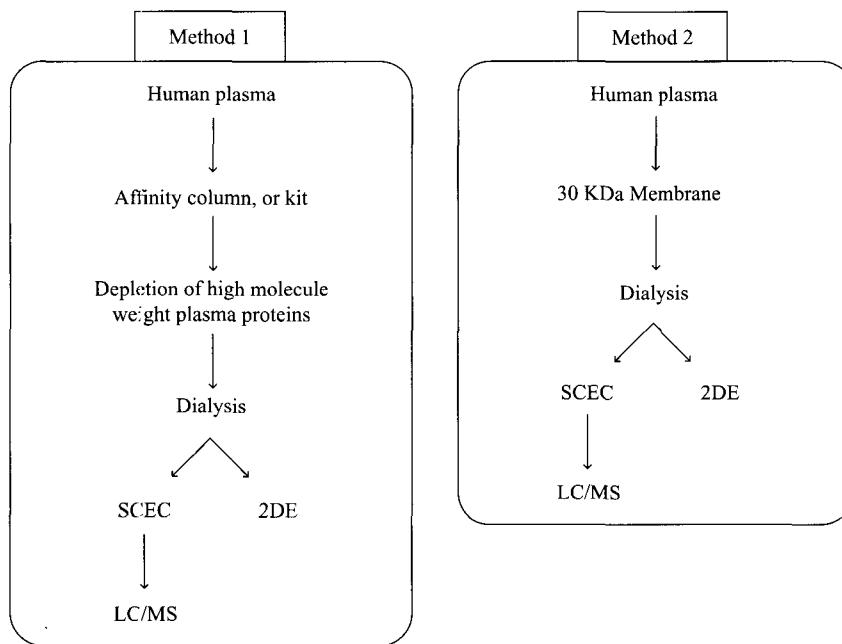 Method 1
Human plasma
Affinity column, or kit
Depletion of high molecule
weight plasma proteins
Dialysis
SCEC 2DE
LC/MS
Method 2
Human plasma
30 KDa Membrane
Dialysis
SCEC 2DE
LC/MS